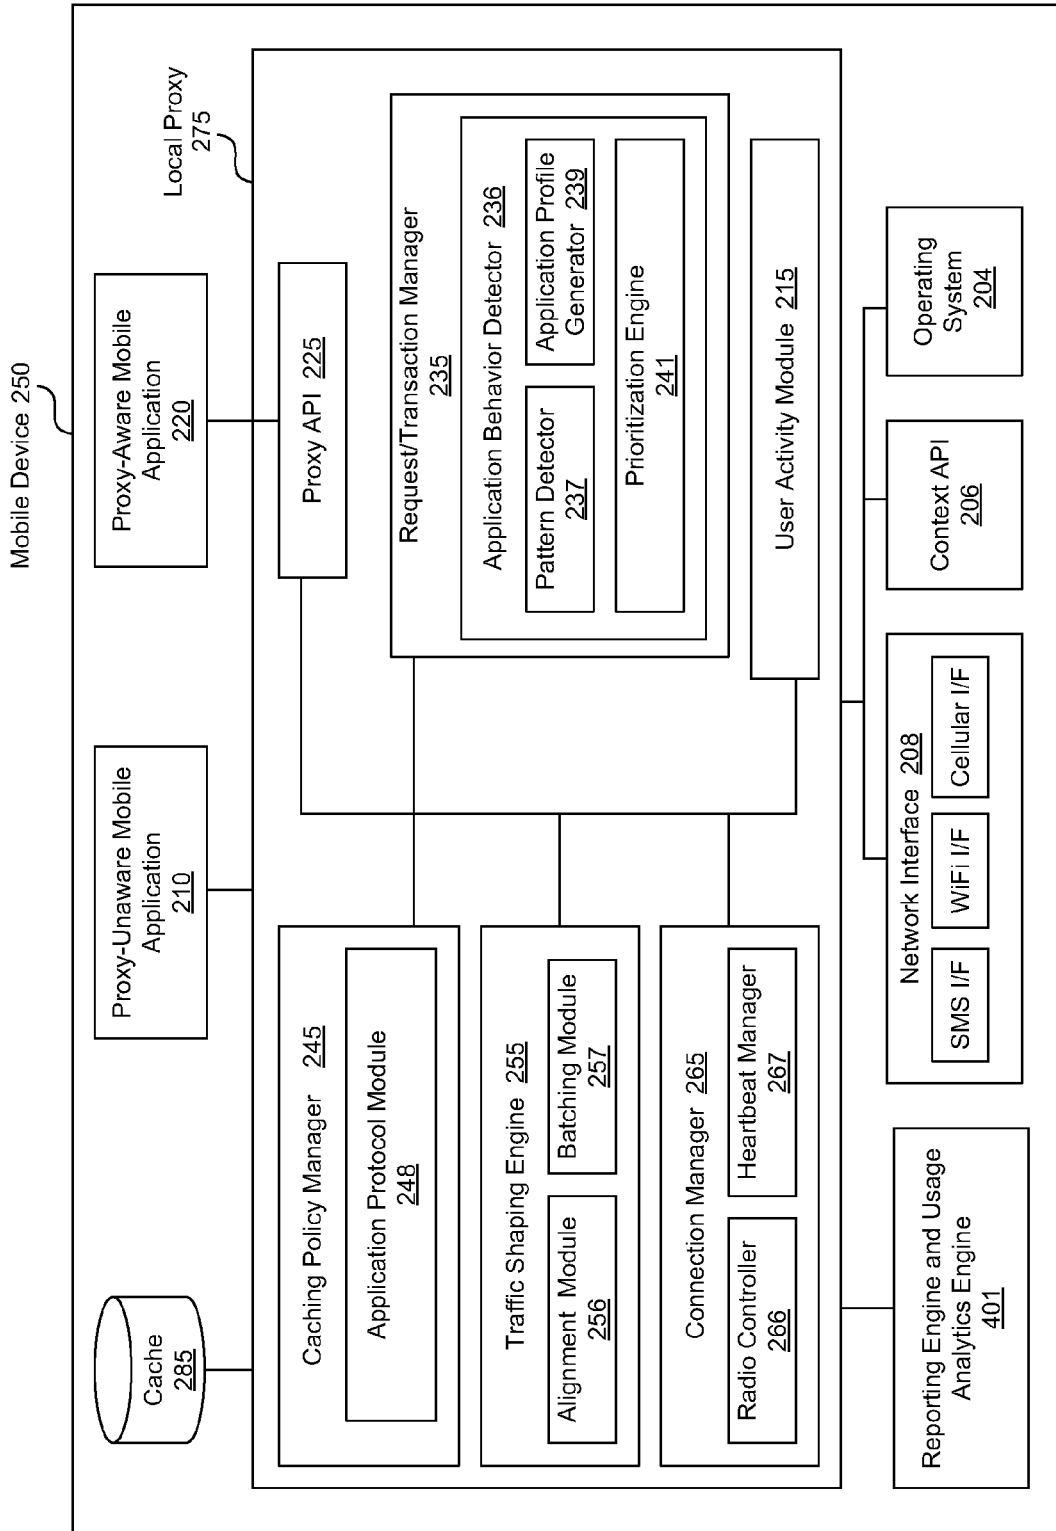 Mobile Device 250
Local Proxy
275
Cache
285
Proxy-Unaware Mobile
Application
210
Proxy-Aware Mobile
Application
220
Proxy API 225
Caching Policy Manager 245
Application Protocol Module
248
Traffic Shaping Engine 255
Alignment Module
256
Batching Module
257
Connection Manager 265
Radio Controller
266
Heartbeat Manager
267
Request/Transaction Manager
235
Application Behavior Detector 236
Pattern Detector
237
Application Profile
Generator 239
Prioritization Engine
241
User Activity Module 215
Reporting Engine and Usage
Analytics Engine
401
Network Interface 208
SMS I/F
WiFi I/F
Cellular I/F
Context API
206
Operating
System
204